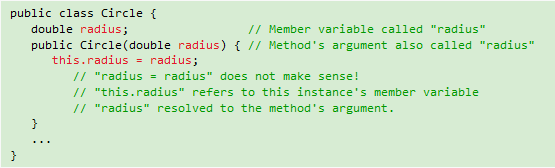 public class Circle {
   double radius;                 // Member variable called "radius"
   public Circle(double radius) { // Method's argument also called "radius"
      this.radius = radius;
         // "radius = radius" does not make sense!
         // "this.radius" refers to this instance's member variable
         // "radius" resolved to the method's argument.
   }
   ...
}